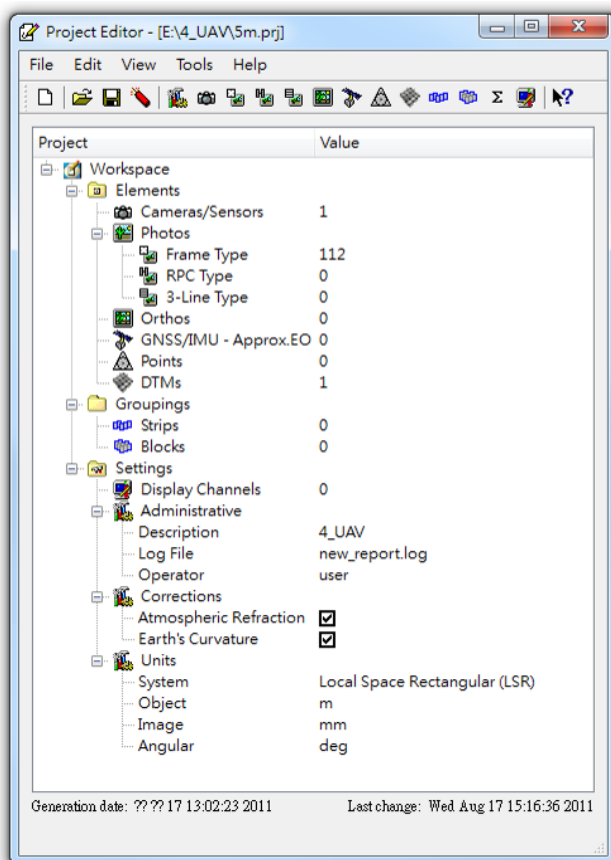 Project Editor - [E:\4_UAV\5m.prj]
File Edit View Tools Help
Project Value
Workspace
Elements
Cameras/Sensors 1
Photos
Frame Type 112
RPC Type 0
3-Line Type 0
Orthos 0
GNSS/IMU - Approx.EO 0
Points 0
DTMs 1
Groupings
Strips 0
Blocks 0
Settings
Display Channels 0
Administrative
Description 4_UAV
Log File new_report.log
Operator user
Corrections
Atmospheric Refraction
Earth's Curvature
Units
System Local Space Rectangular (LSR)
Object m
Image mm
Angular deg
Generation date: ?? ?? 17 13:02:23 2011 Last change: Wed Aug 17 15:16:36 2011